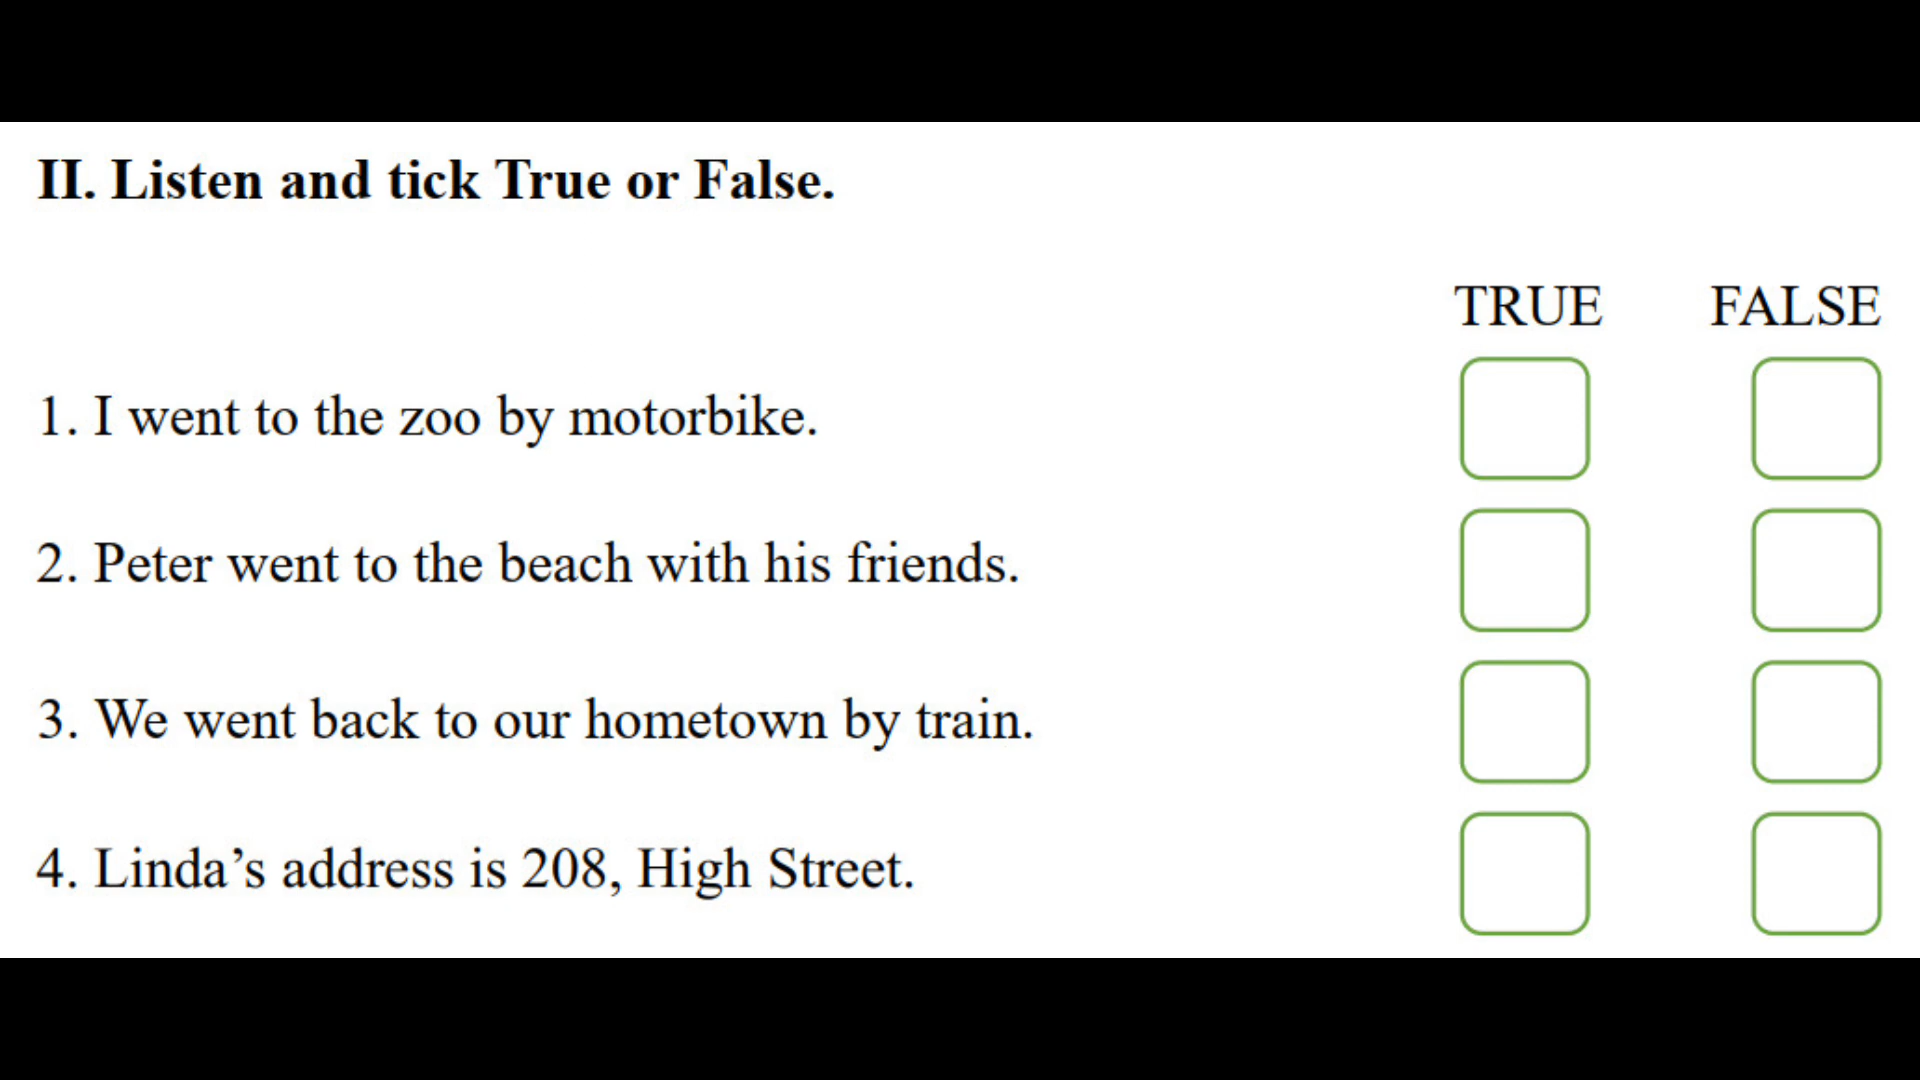 II. Listen and tick True or False.
TRUE FALSE
1. I went to the zoo by motorbike.
2. Peter went to the beach with his friends.
3. We went back to our hometown by train.
4. Linda’s address is 208, High Street.